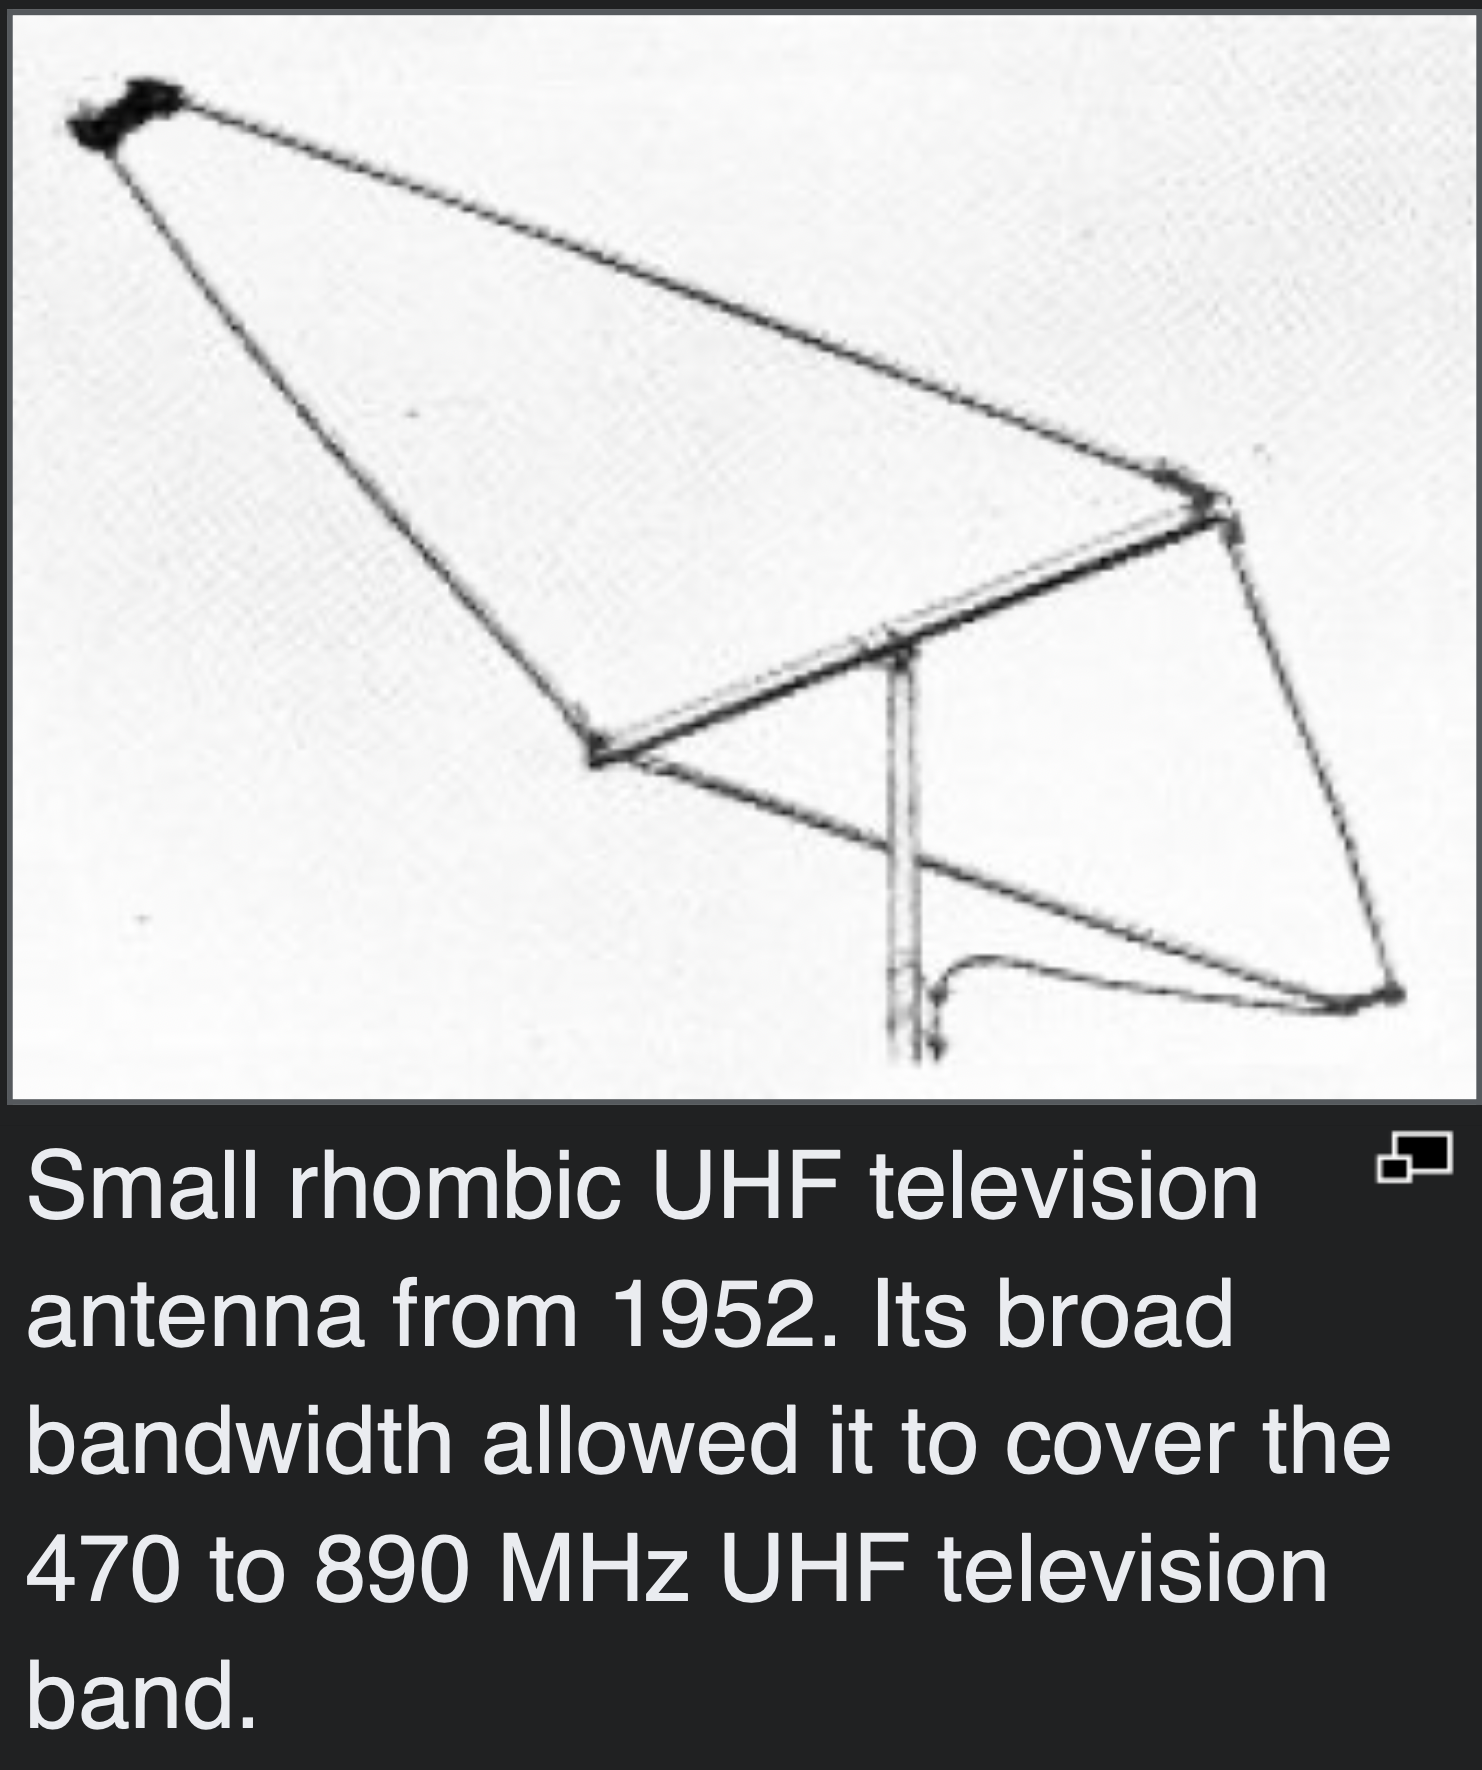 Small rhombic UHF television
antenna from 1952. Its broad
bandwidth allowed it to cover the
470 to 890 MHz UHF television
band.